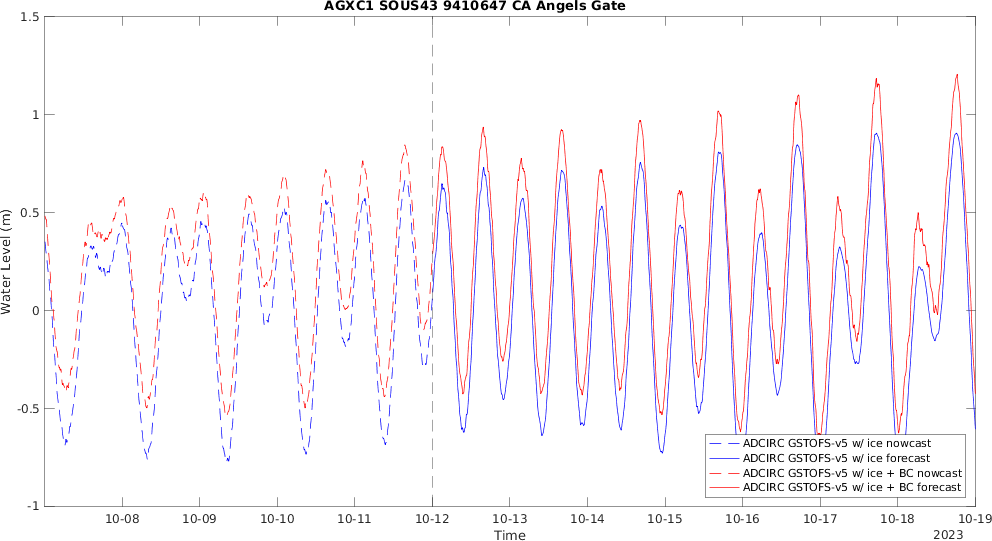 AGXC1 SOUS43 9410647 CA Angels Gate
1.5
1
0.5
0
-0.5
-1
Water Level (m)
10-08 10-09 10-10 10-11 10-12 10-13 10-14 10-15 10-16 10-17 10-18 10-19
Time
2023
ADCIRC GSTOFS-v5 w/ ice nowcast
ADCIRC GSTOFS-v5 w/ ice forecast
ADCIRC GSTOFS-v5 w/ ice + BC nowcast
ADCIRC GSTOFS-v5 w/ ice + BC forecast